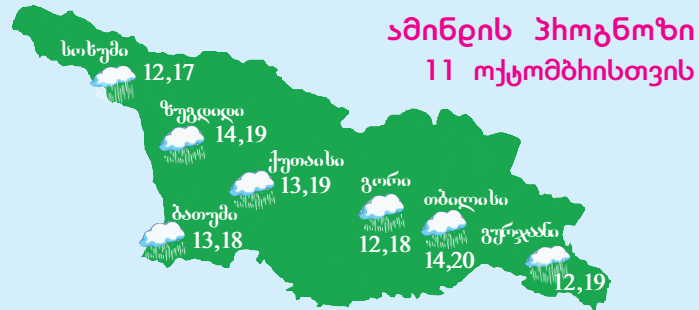 ამინდის პროგნოზი
11 ოქტომბრისთვის
სოხუმი
12,17
ზუგდიდი
14,19
ქუთაისი
13,19
ბათუმი
13,18
გორი
12,18
თბილისი
14,20
გურჯაანი
12,19